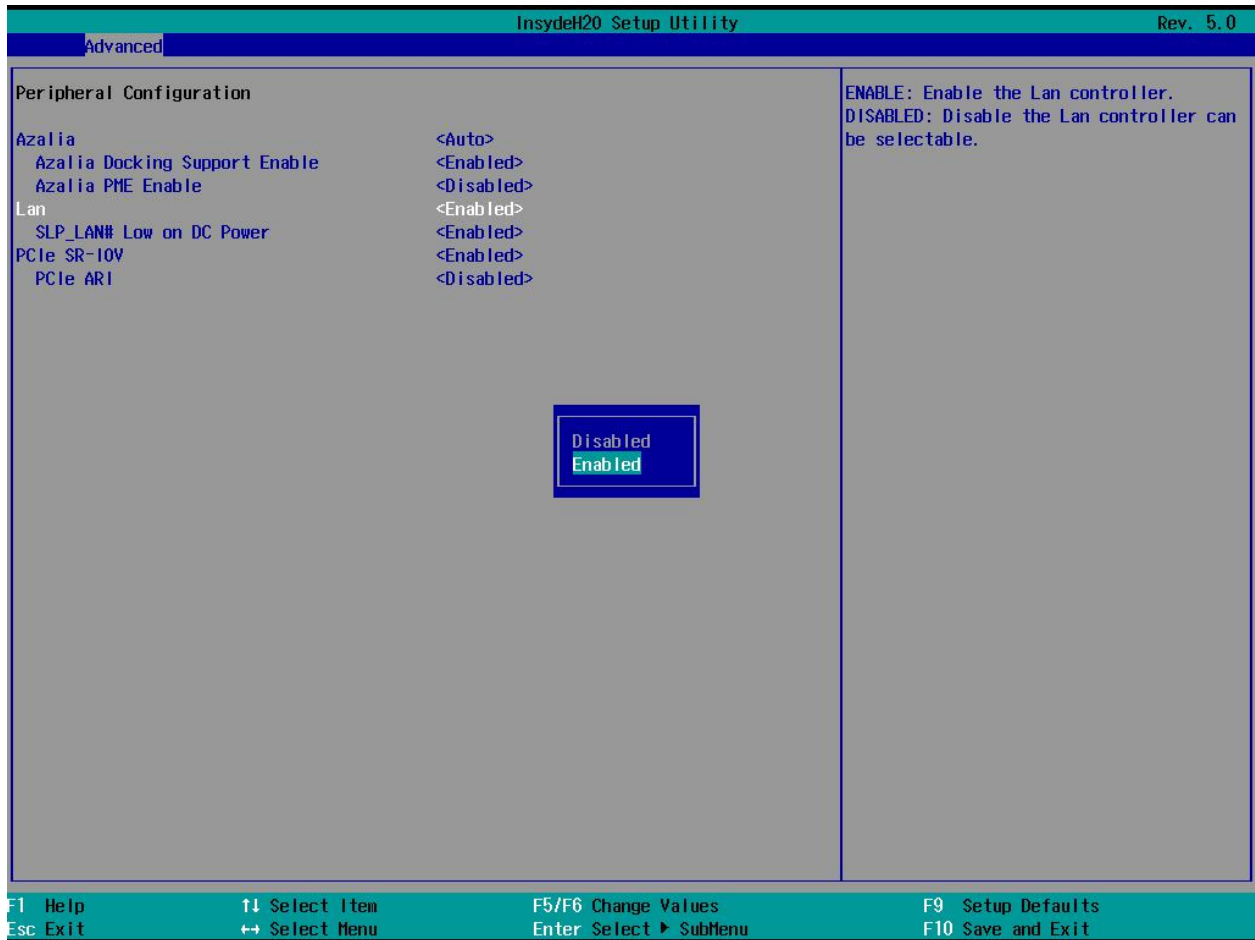 InsydeH20 Setup Utility Rev. 5.0
Advanced
Peripheral Configuration
Azalia <Auto>
Azalia Docking Support Enable <Enabled>
Azalia PME Enable <Disabled>
Lan <Enabled>
SLP_LAN# Low on DC Power <Enabled>
PCIe SR-IOV <Enabled>
PCIe ARI <Disabled>
ENABLE: Enable the Lan controller.
DISABLED: Disable the Lan controller can
be selectable.
Disabled
Enabled
F1 Help ↑↓ Select Item F5/F6 Change Values F9 Setup Defaults
Esc Exit ↔ Select Menu Enter Select ▶ SubMenu F10 Save and Exit